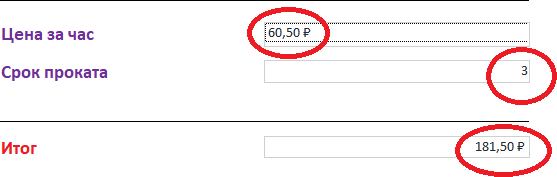 Цена за час 60,50 ₽
Срок проката 3
Итог 181,50 ₽